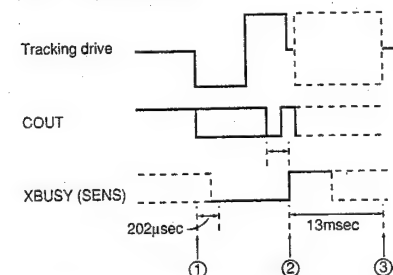 Tracking drive
COUT
XBUSY (SENS)
202μsec
13msec
① ② ③